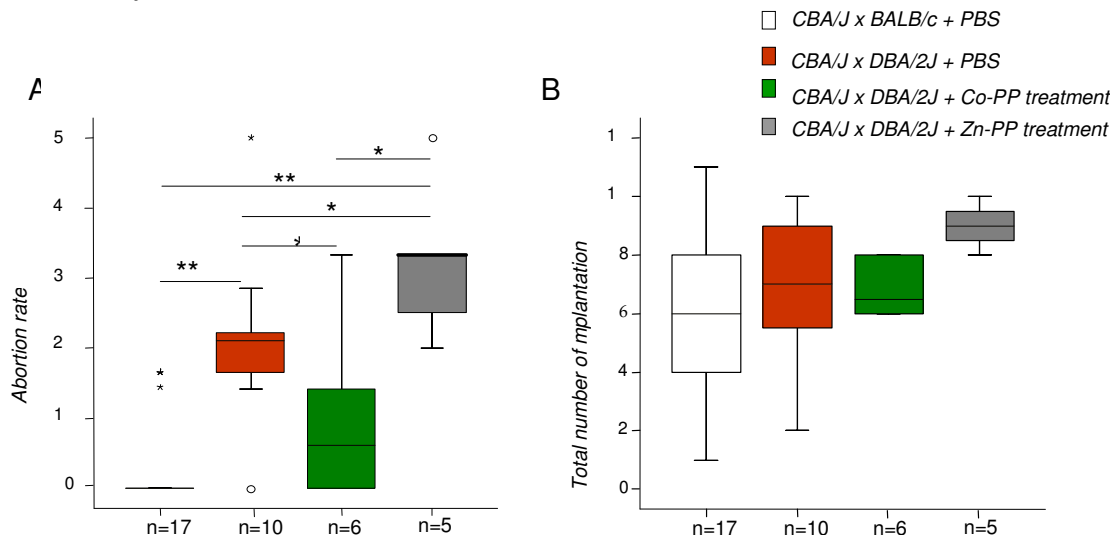 CBA/J x BALB/c + PBS
CBA/J x DBA/2J + PBS
CBA/J x DBA/2J + Co-PP treatment
CBA/J x DBA/2J + Zn-PP treatment
A
Abortion rate
5
4
3
2
1
0
*
**
*
**
*
*
*
n=17
n=10
n=6
n=5
B
Total number of mplantation
1
1
8
6
4
2
0
n=17
n=10
n=6
n=5